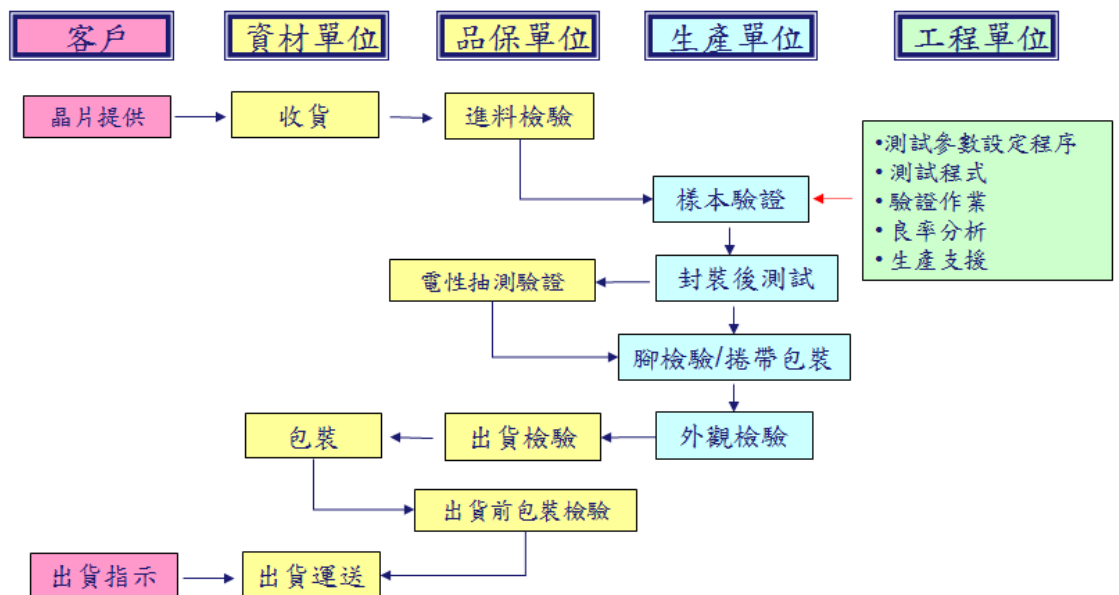 客戶
資材單位
品保單位
生產單位
工程單位
晶片提供
收貨
進料檢驗
•測試參數設定程序
• 測試程式
• 驗證作業
• 良率分析
• 生產支援
樣本驗證
電性抽測驗證
封裝後測試
腳檢驗/捲帶包裝
包裝
出貨檢驗
外觀檢驗
出貨前包裝檢驗
出貨指示
出貨運送